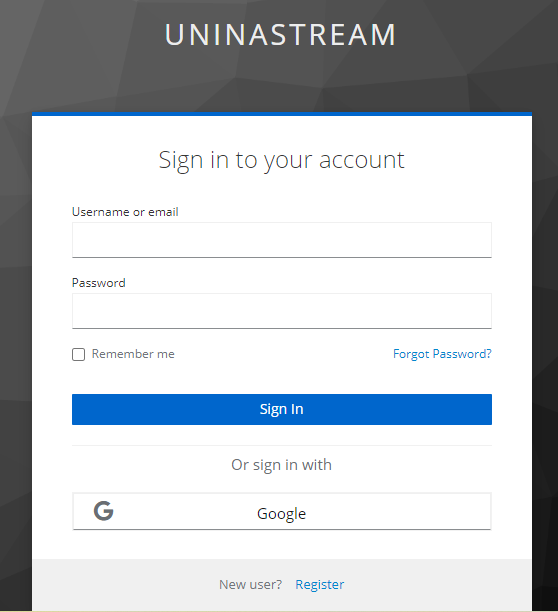 UNINASTREAM
Sign in to your account
Username or email
Password
Remember me Forgot Password?
Sign In
Or sign in with
Google
New user? Register